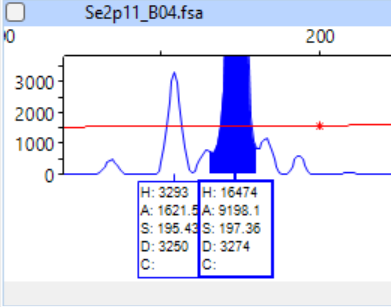 Se2p11_B04.fsa
00 200
3000
2000
1000
0
H: 3293
A: 1621.5
S: 195.43
D: 3250
C:
H: 16474
A: 9198.1
S: 197.36
D: 3274
C: